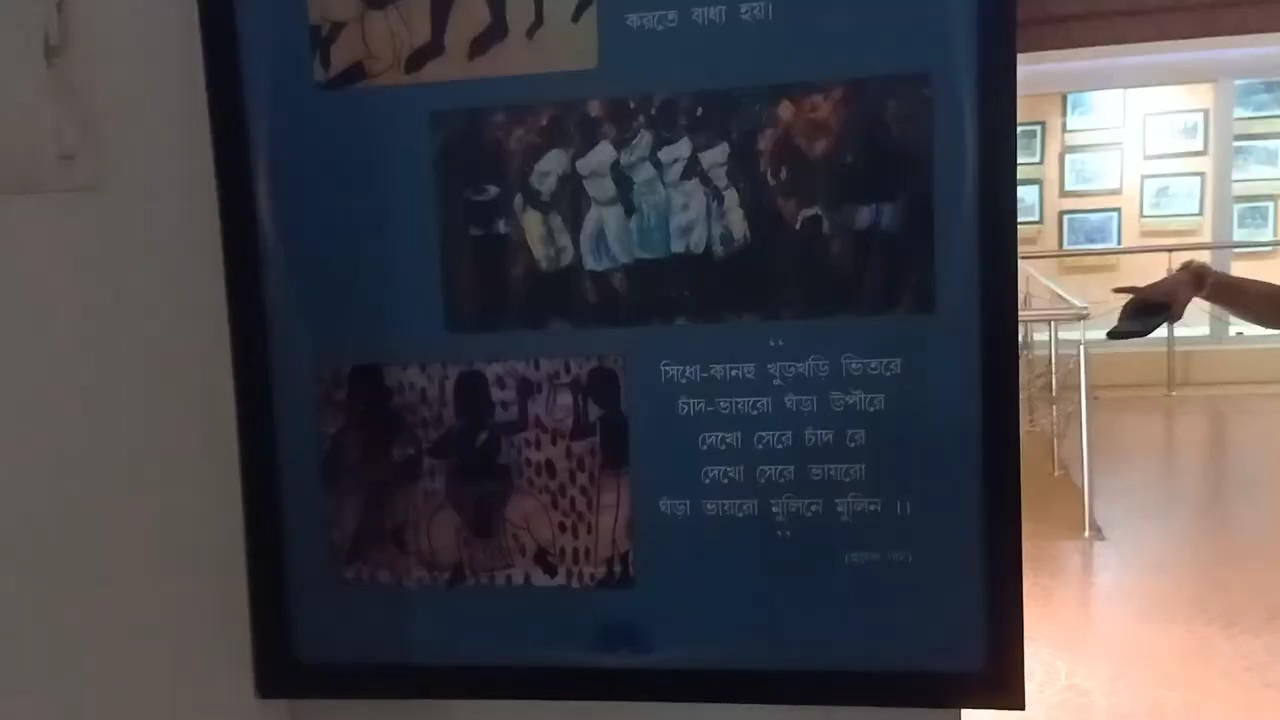 করতে বাধ্য হয়।
“
সিধো-কানহু খুড়খড়ি ভিতরে
চাঁদ-ভায়রো ঘঁড়া উপীরে
দেখো সেরে চাঁদ রে
দেখো সেরে ভায়রো
ঘঁড়া ভায়রো মুলিনে মুলিন ।।
”